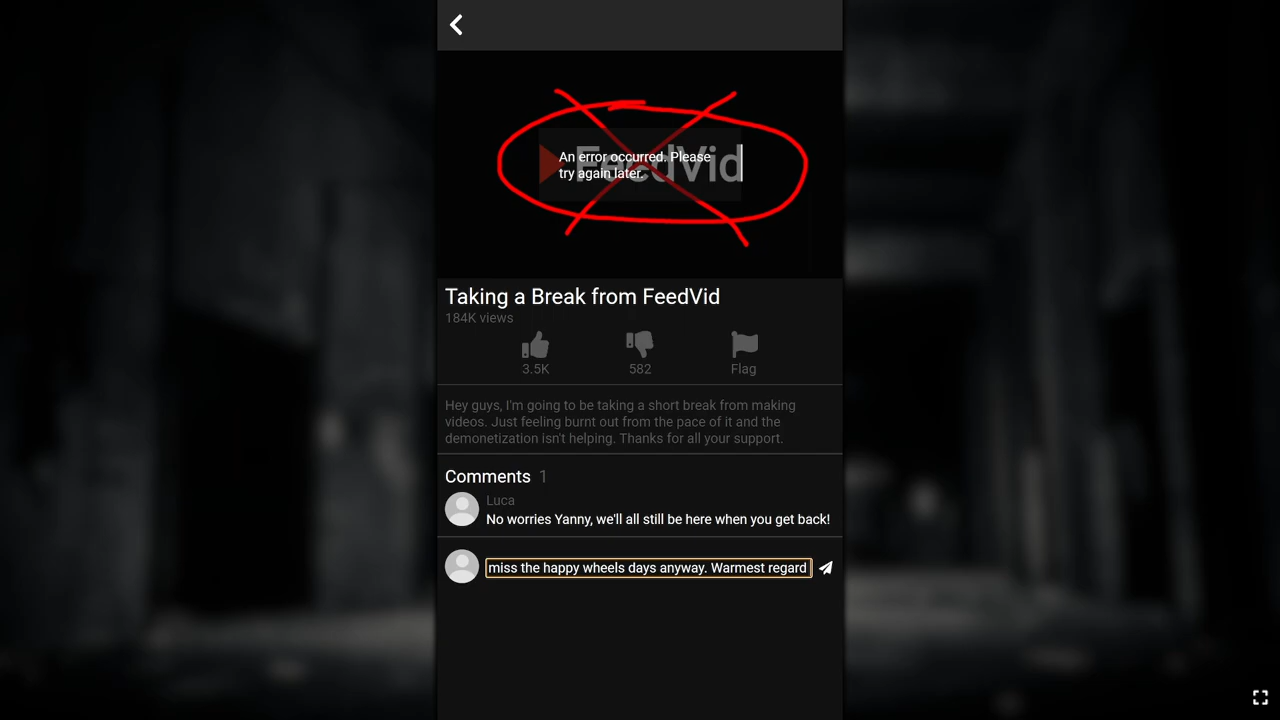 FeedVid
An error occurred. Please
try again later.
Taking a Break from FeedVid
184K views
3.5K
582
Flag
Hey guys, I'm going to be taking a short break from making
videos. Just feeling burnt out from the pace of it and the
demonetization isn't helping. Thanks for all your support.
Comments 1
Luca
No worries Yanny, we'll all still be here when you get back!
miss the happy wheels days anyway. Warmest regard